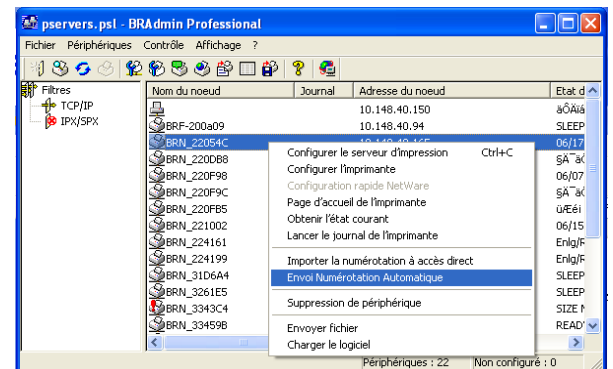 pservers.psl - BRAdmin Professional
Fichier Périphériques Contrôle Affichage ?
Filtres
TCP/IP
IPX/SPX
Nom du noeud Journal Adresse du noeud Etat d
10.148.40.150
BRF-200a09 10.148.40.94 SLEEP
BRN_22054C 06/17
BRN_220DB8
BRN_220F98 06/07
BRN_220F9C
BRN_220FB5
BRN_221002 06/15
BRN_224161 Enlg/R
BRN_224199 Enlg/R
BRN_31D6A4 SLEEP
BRN_3261E5 SLEEP
BRN_3343C4 SIZE
BRN_33459B READ
Configurer le serveur d'impression Ctrl+C
Configurer l'imprimante
Configuration rapide NetWare
Page d'accueil de l'imprimante
Obtenir l'état courant
Lancer le journal de l'imprimante
Importer la numérotation à accès direct
Envoi Numérotation Automatique
Suppression de périphérique
Envoyer fichier
Charger le logiciel
Périphériques : 22 Non configuré : 0